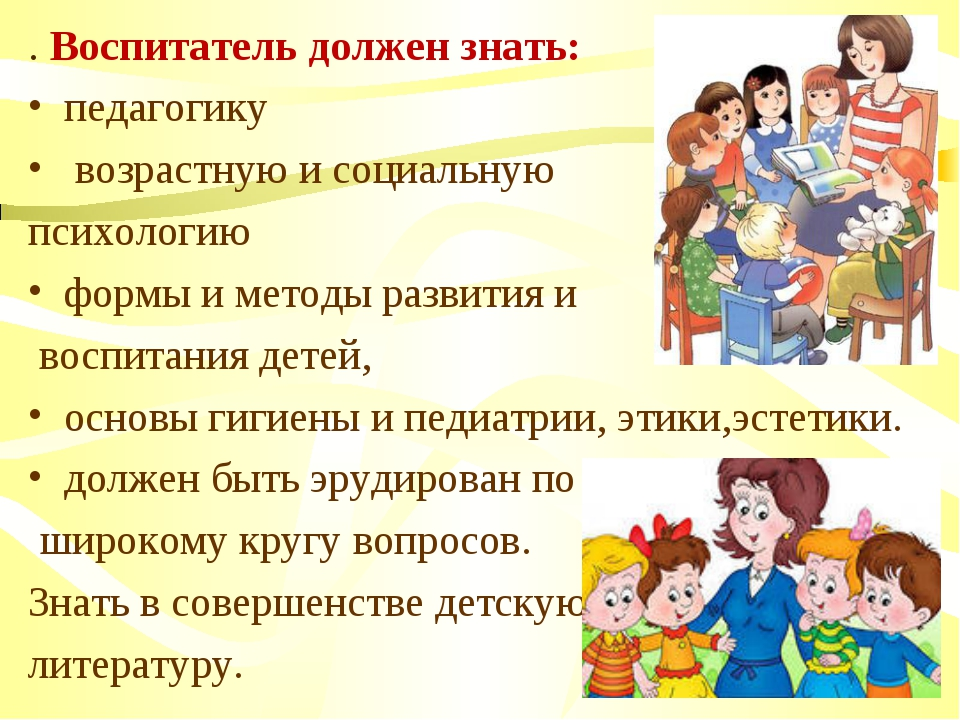 . Воспитатель должен знать:
• педагогику
• возрастную и социальную
психологию
• формы и методы развития и
воспитания детей,
• основы гигиены и педиатрии, этики,эстетики.
• должен быть эрудирован по
широкому кругу вопросов.
Знать в совершенстве детскую
литературу.